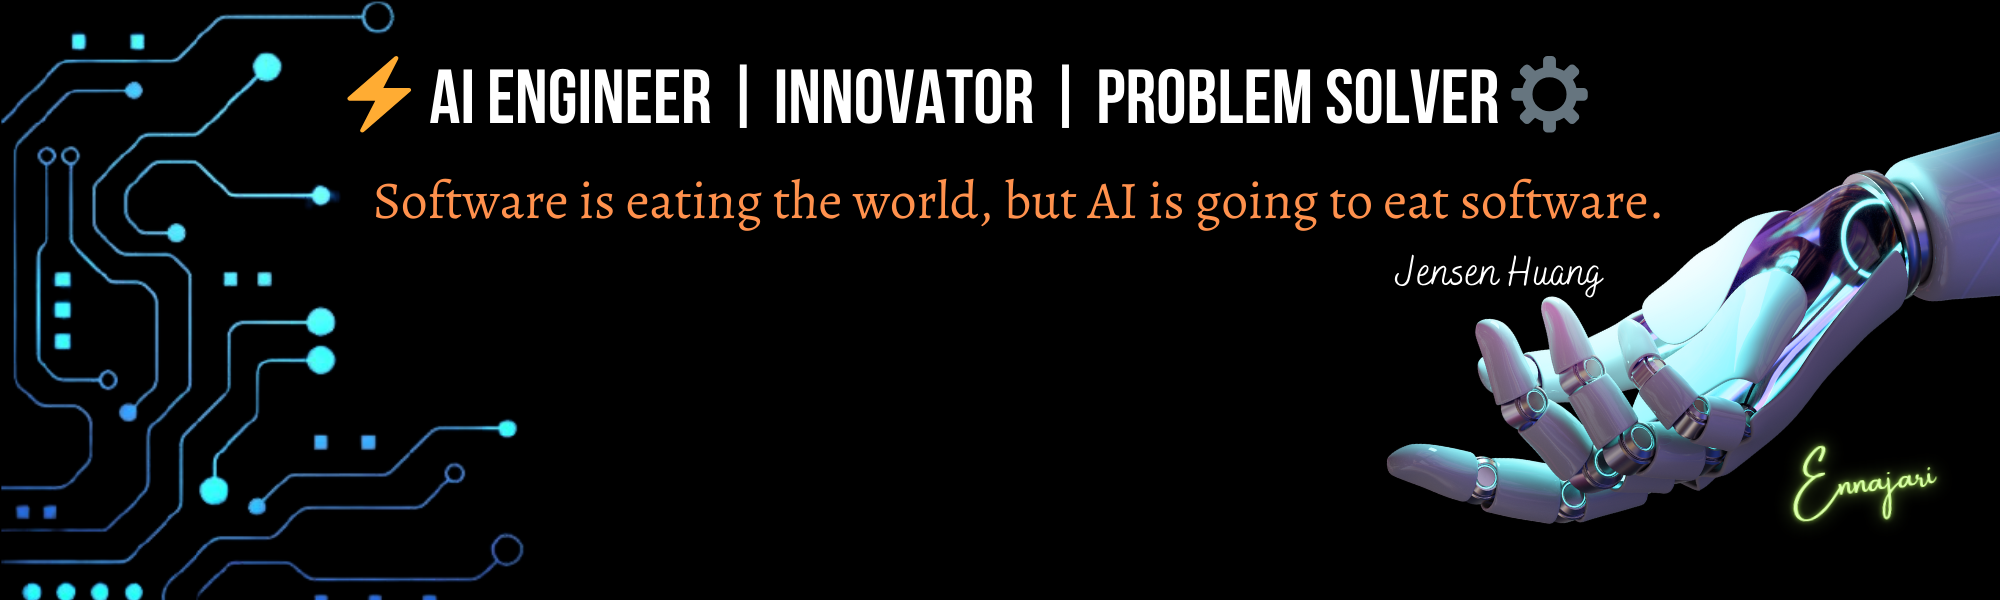 ⚡ AI ENGINEER | INNOVATOR | PROBLEM SOLVER ⚙
Software is eating the world, but AI is going to eat software.
Jensen Huang
Ennajari